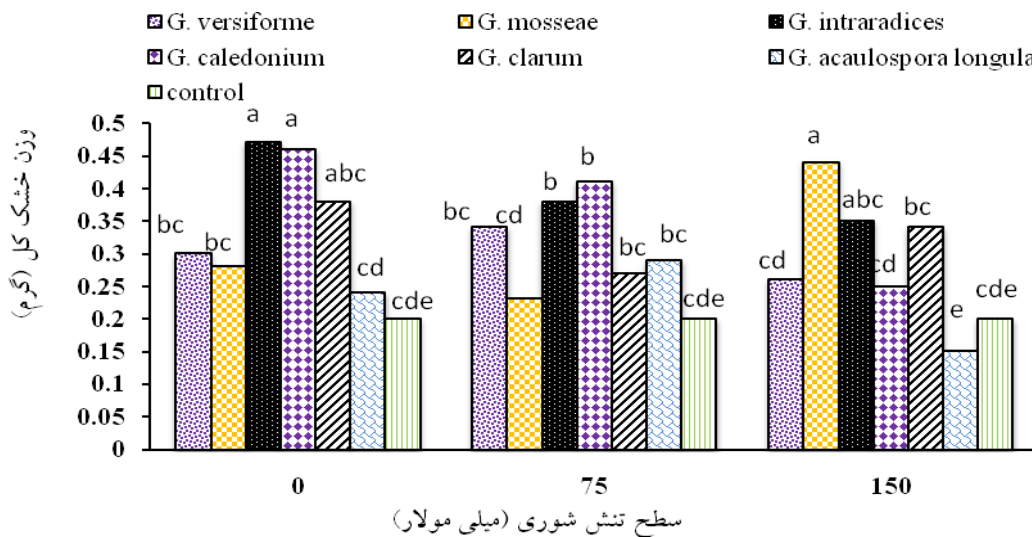 G. versiforme G. mosseae G. intraradices
G. caledonium G. clarum G. acaulospora longula
control
وزن خشک کل (گرم)
0.5
0.45
0.4
0.35
0.3
0.25
0.2
0.15
0.1
0.05
0
bc bc a a abc cd cde
bc cd b b bc bc cde
cd a abc cd bc e cde
0 75 150
سطح تنش شوری (میلی مولار)